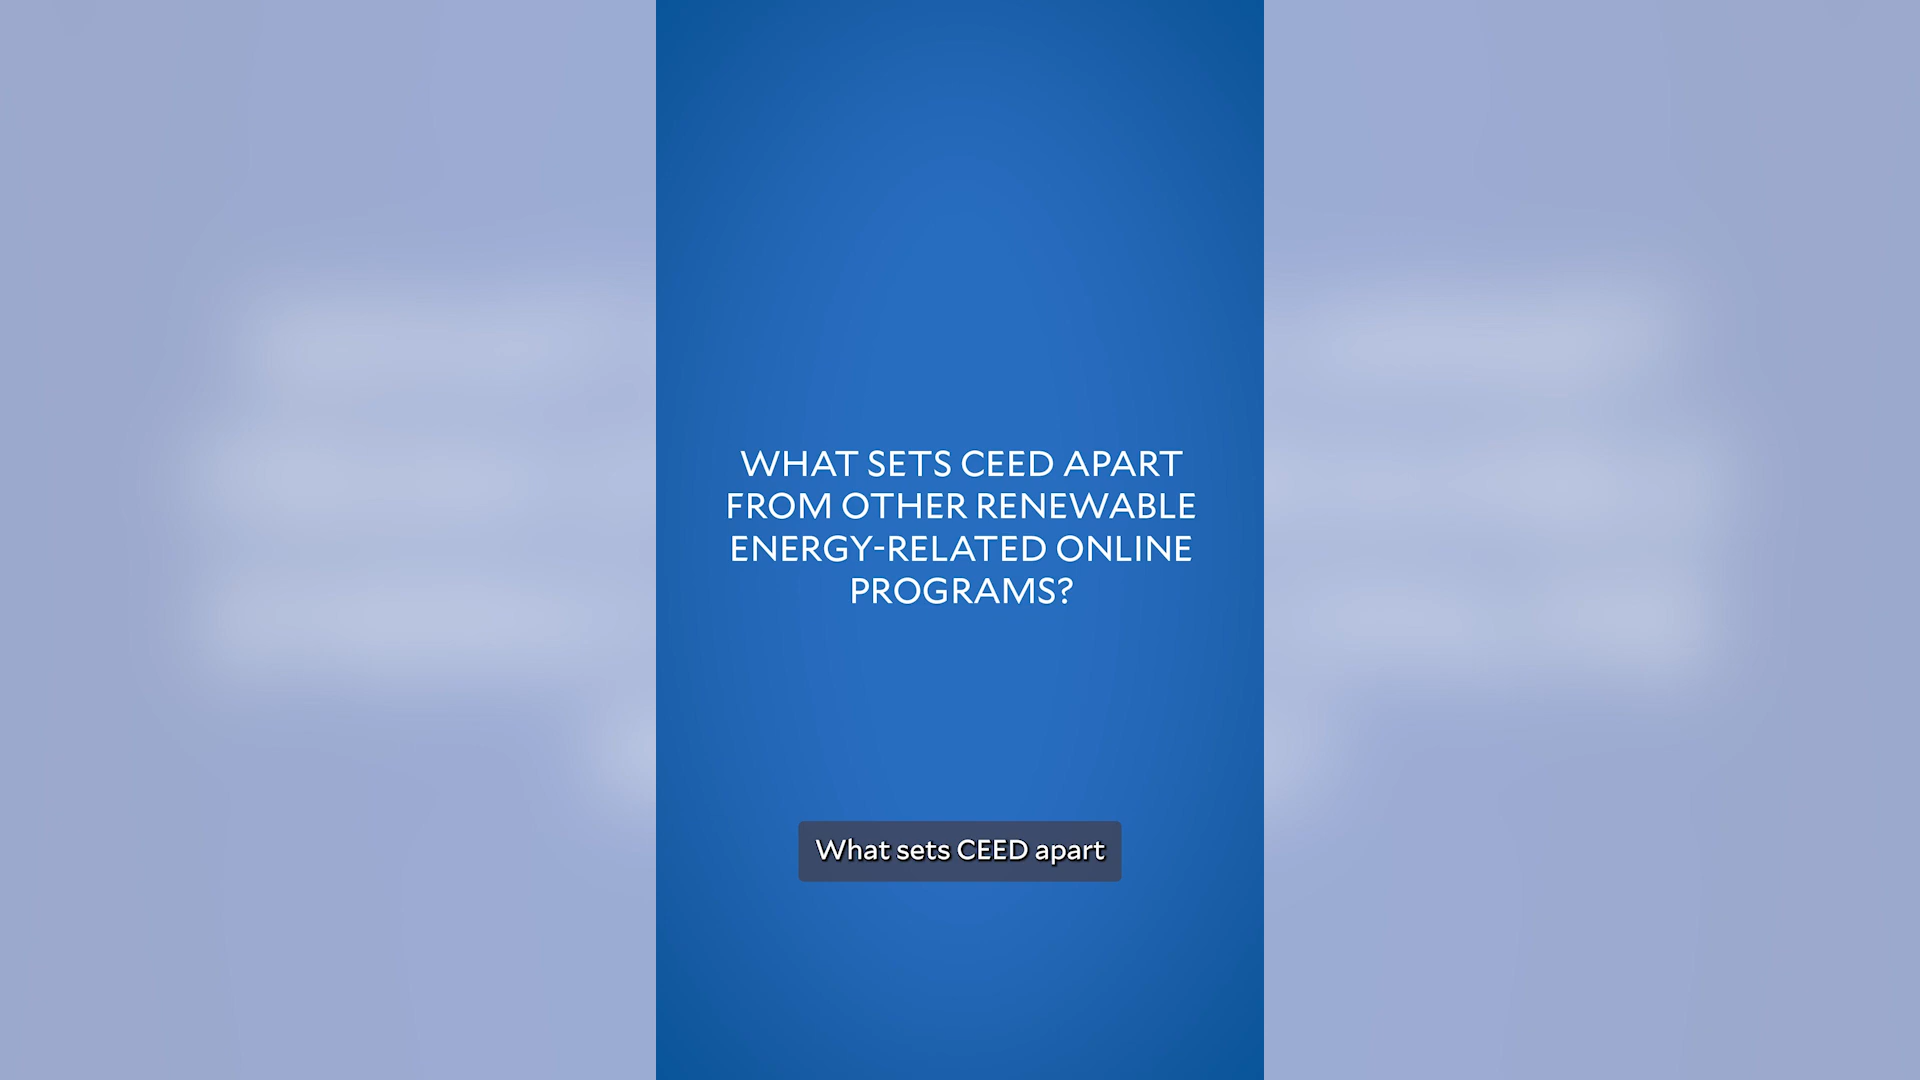 WHAT SETS CEED APART
FROM OTHER RENEWABLE
ENERGY-RELATED ONLINE
PROGRAMS?
What sets CEED apart